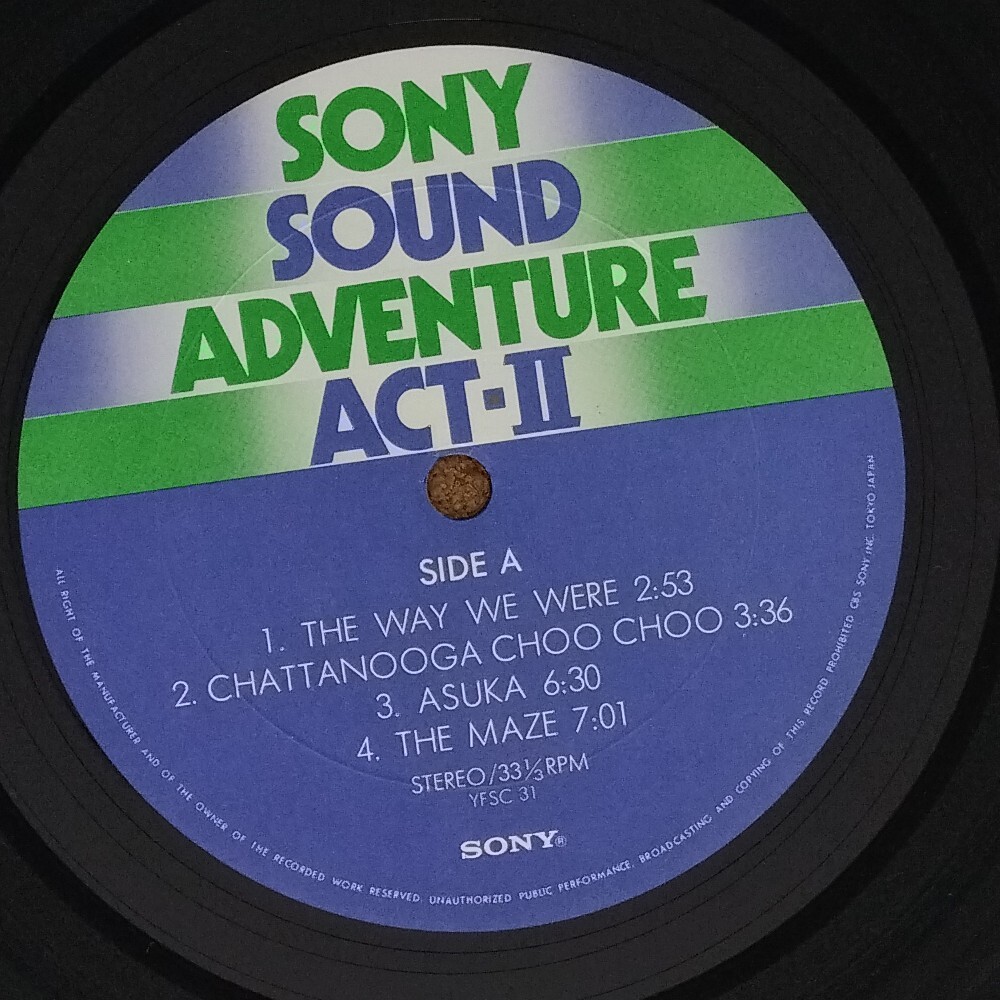 SONY
SOUND
ADVENTURE
ACT·II
SIDE A
1. THE WAY WE WERE 2:53
2. CHATTANOOGA CHOO CHOO 3:36
3. ASUKA 6:30
4. THE MAZE 7:01
STEREO/33⅓RPM
YFSC 31
SONY®
ALL RIGHT OF THE MANUFACTURER AND OF THE OWNER OF THE RECORDED WORK RESERVED. UNAUTHORIZED PUBLIC PERFORMANCE. BROADCASTING AND COPYING OF THIS RECORD PROHIBITED CBS SONY INC. TOKYO JAPAN